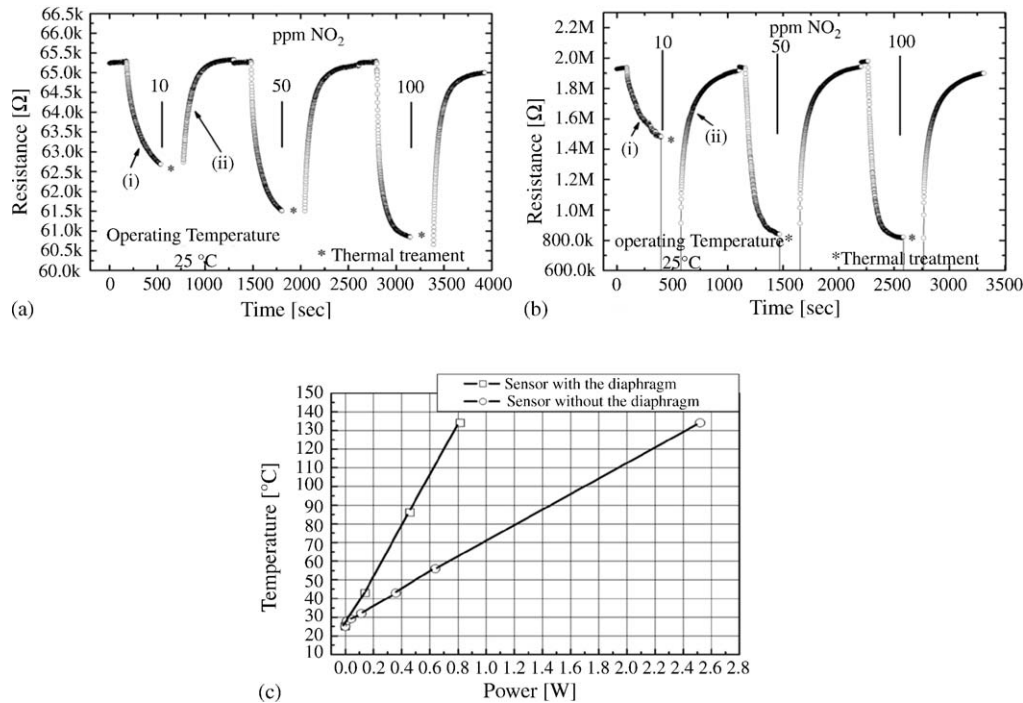 66.5k
66.0k
65.5k
65.0k
64.5k
64.0k
63.5k
63.0k
62.5k
62.0k
61.5k
61.0k
60.5k
60.0k
Resistance [Ω]
ppm NO2
10
50
100
(i)
(ii)
*
*
*
Operating Temperature
25 °C
* Thermal treament
0
500
1000
1500
2000
2500
3000
3500
4000
Time [sec]
(a)
2.4M
2.2M
2.0M
1.8M
1.6M
1.4M
1.2M
1.0M
800.0k
600.0k
Resistance [Ω]
ppm NO2
10
50
100
(i)
(ii)
*
*
*
operating Temperature
25°C
*Thermal treatment
0
500
1000
1500
2000
2500
3000
3500
Time [sec]
(b)
Sensor with the diaphragm
Sensor without the diaphragm
150
140
130
120
110
100
90
80
70
60
50
40
30
20
10
Temperature [°C]
0.0 0.2 0.4 0.6 0.8 1.0 1.2 1.4 1.6 1.8 2.0 2.2 2.4 2.6 2.8
Power [W]
(c)